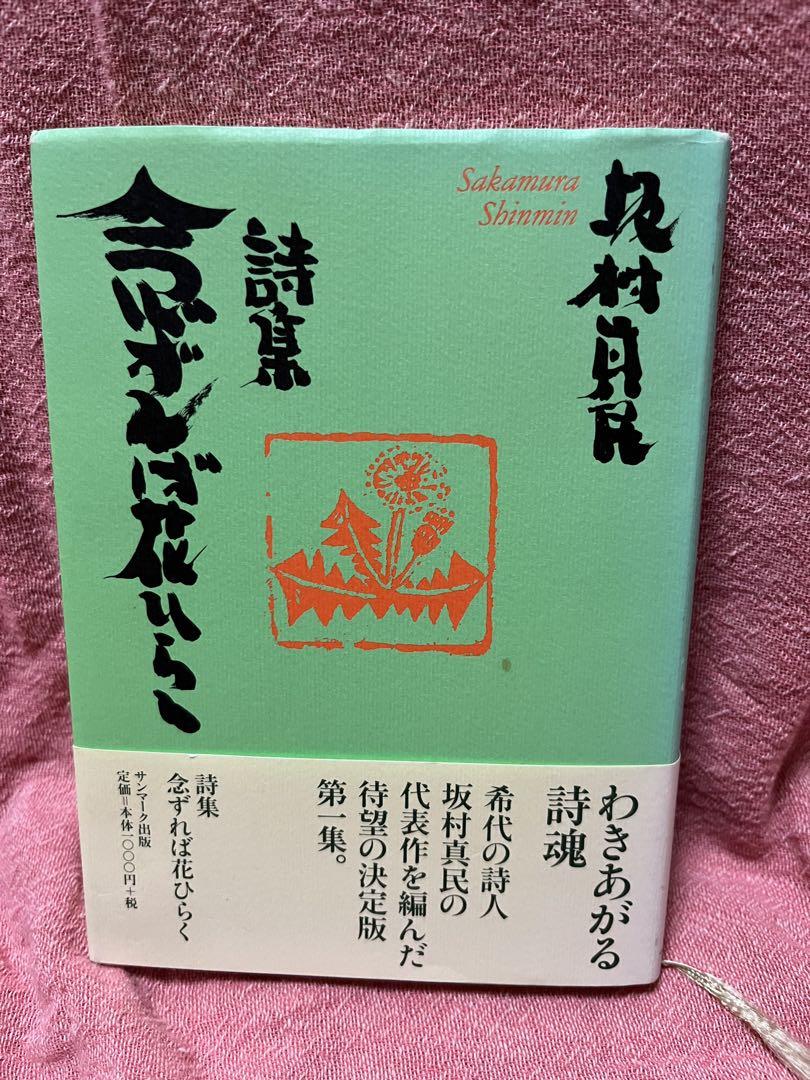 坂村真民
Sakamura
Shinmin
詩集
念ずれば花ひらく
わきあがる
詩魂
希代の詩人
坂村真民の
代表作を編んだ
待望の決定版
第一集。
詩集
念ずれば花ひらく
サンマーク出版
定価＝本体一〇〇〇円＋税